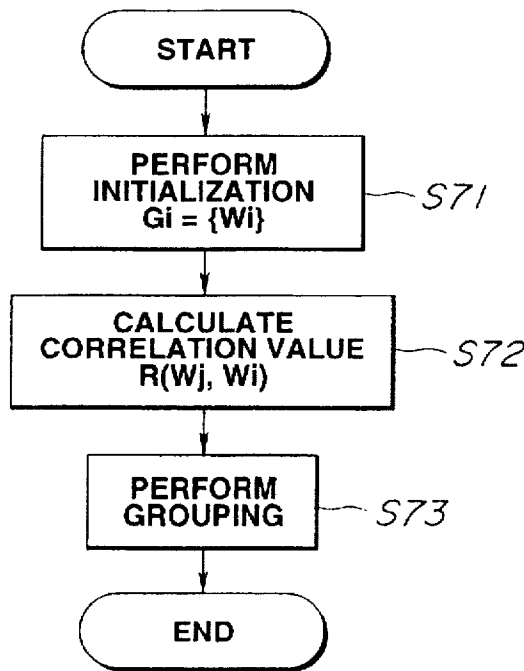 START
PERFORM
INITIALIZATION
Gi = {Wi}
S71
CALCULATE
CORRELATION VALUE
R(Wj, Wi)
S72
PERFORM
GROUPING
S73
END